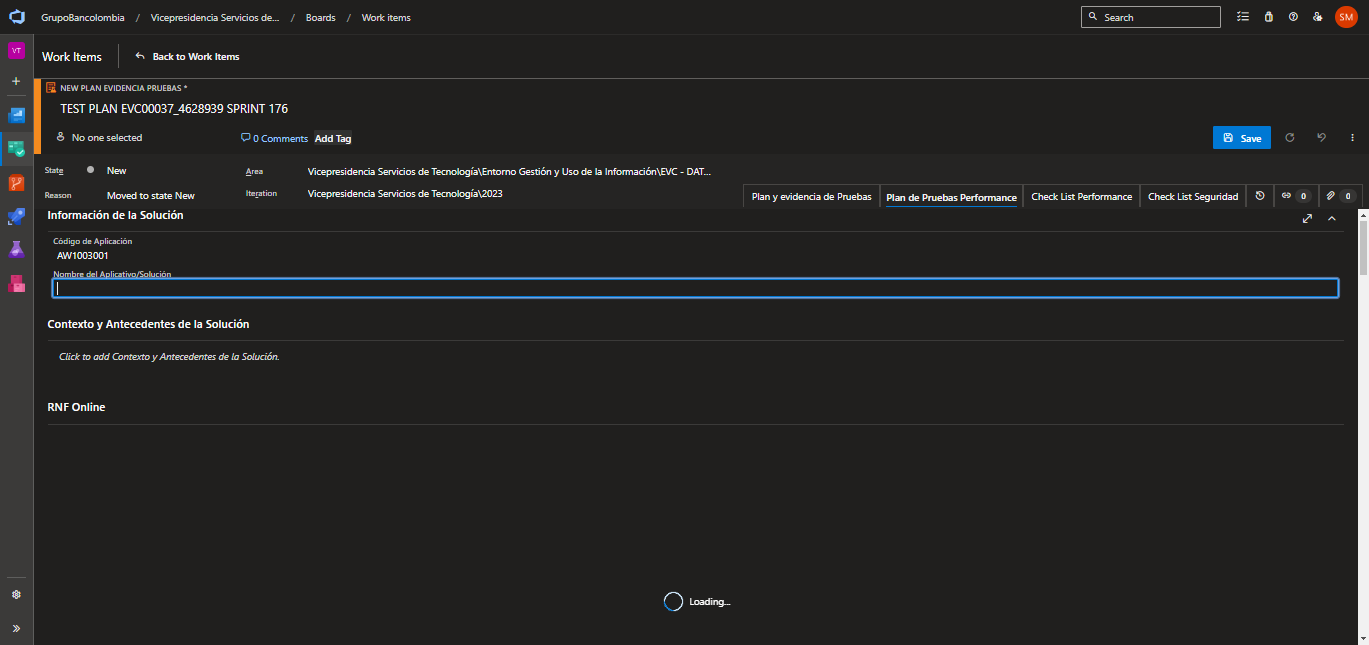 GrupoBancolombia / Vicepresidencia Servicios de... / Boards / Work items
Search
SM
VT
Work Items
Back to Work Items
NEW PLAN EVIDENCIA PRUEBAS *
TEST PLAN EVC00037_4628939 SPRINT 176
No one selected
0 Comments
Add Tag
Save
State
New
Area
Vicepresidencia Servicios de Tecnología\Entorno Gestión y Uso de la Información\EVC - DAT...
Reason
Moved to state New
Iteration
Vicepresidencia Servicios de Tecnología\2023
Plan y evidencia de Pruebas
Plan de Pruebas Performance
Check List Performance
Check List Seguridad
0
0
Información de la Solución
Código de Aplicación
AW1003001
Nombre del Aplicativo/Solución
Contexto y Antecedentes de la Solución
Click to add Contexto y Antecedentes de la Solución.
RNF Online
Loading...